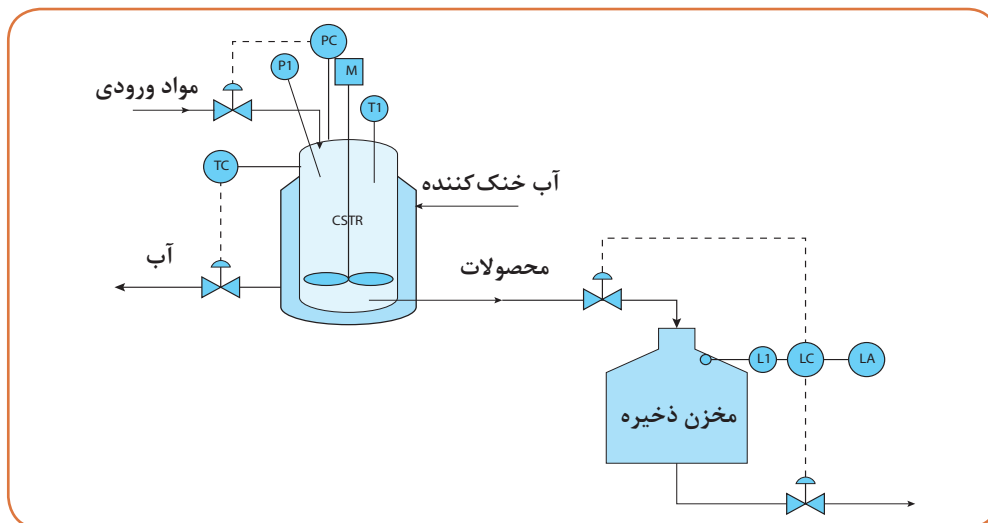 PC
P1
M
مواد ورودی
T1
TC
آب خنک‌کننده
CSTR
آب
محصولات
L1
LC
LA
مخزن ذخیره